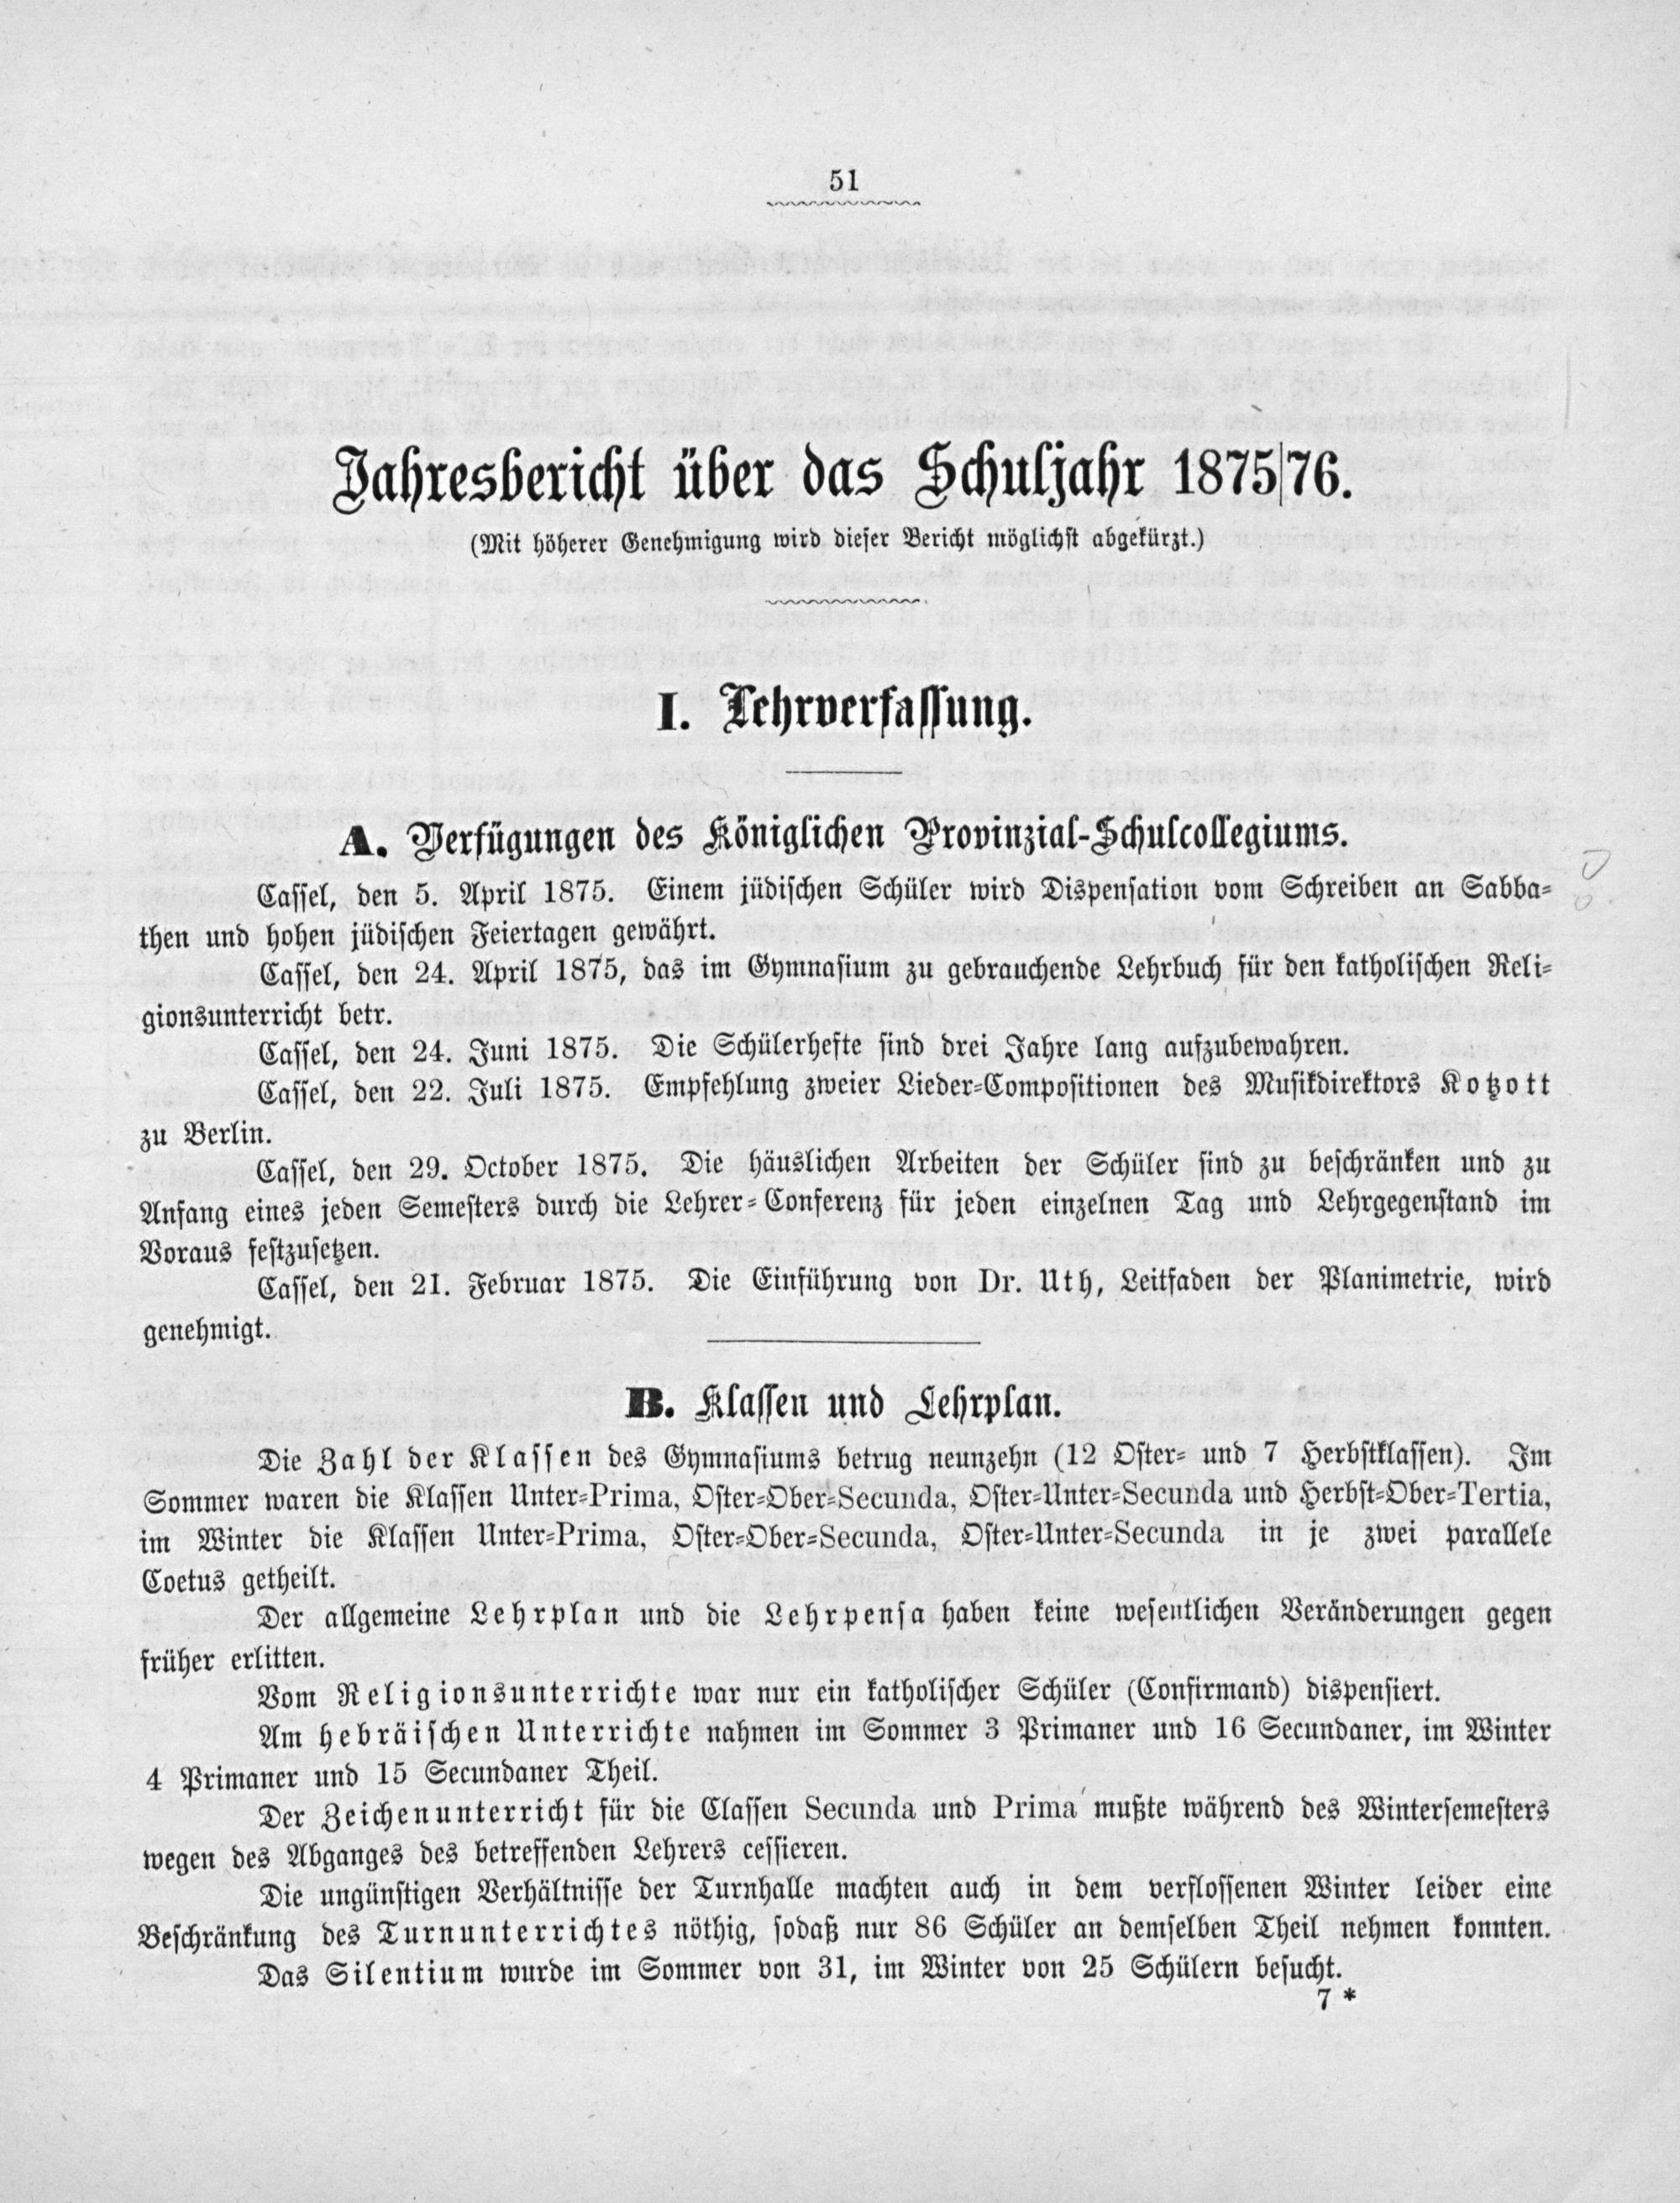 51
Jahresbericht über das Schuljahr 1875|76.
(Mit höherer Genehmigung wird dieser Bericht möglichst abgekürzt.)
I. Lehrverfassung.
A. Verfügungen des Königlichen Provinzial-Schulcollegiums.
Cassel, den 5. April 1875. Einem jüdischen Schüler wird Dispensation vom Schreiben an Sabba-
then und hohen jüdischen Feiertagen gewährt.
Cassel, den 24. April 1875, das im Gymnasium zu gebrauchende Lehrbuch für den katholischen Reli-
gionsunterricht betr.
Cassel, den 24. Juni 1875. Die Schülerhefte sind drei Jahre lang aufzubewahren.
Cassel, den 22. Juli 1875. Empfehlung zweier Lieder-Compositionen des Musikdirektors Kotzott
zu Berlin.
Cassel, den 29. October 1875. Die häuslichen Arbeiten der Schüler sind zu beschränken und zu
Anfang eines jeden Semesters durch die Lehrer-Conferenz für jeden einzelnen Tag und Lehrgegenstand im
Voraus festzusetzen.
Cassel, den 21. Februar 1875. Die Einführung von Dr. Uth, Leitfaden der Planimetrie, wird
genehmigt.
B. Klassen und Lehrplan.
Die Zahl der Klassen des Gymnasiums betrug neunzehn (12 Oster- und 7 Herbstklassen). Im
Sommer waren die Klassen Unter-Prima, Oster-Ober-Secunda, Oster-Unter-Secunda und Herbst-Ober-Tertia,
im Winter die Klassen Unter-Prima, Oster-Ober-Secunda, Oster-Unter-Secunda in je zwei parallele
Coetus getheilt.
Der allgemeine Lehrplan und die Lehrpensa haben keine wesentlichen Veränderungen gegen
früher erlitten.
Vom Religionsunterrichte war nur ein katholischer Schüler (Confirmand) dispensiert.
Am hebräischen Unterrichte nahmen im Sommer 3 Primaner und 16 Secundaner, im Winter
4 Primaner und 15 Secundaner Theil.
Der Zeichenunterricht für die Classen Secunda und Prima mußte während des Wintersemesters
wegen des Abganges des betreffenden Lehrers cessieren.
Die ungünstigen Verhältnisse der Turnhalle machten auch in dem verflossenen Winter leider eine
Beschränkung des Turnunterrichtes nöthig, sodaß nur 86 Schüler an demselben Theil nehmen konnten.
Das Silentium wurde im Sommer von 31, im Winter von 25 Schülern besucht.
7 *